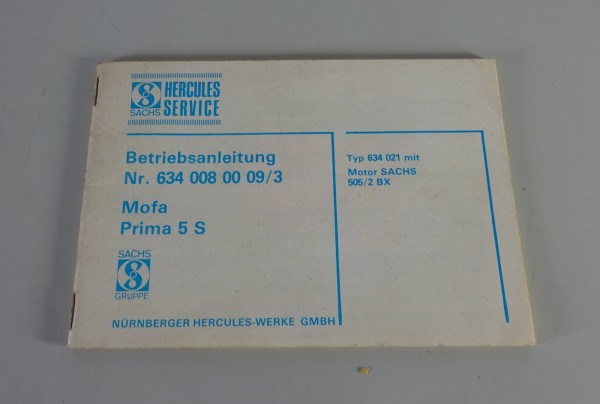 HERCULES
SERVICE
SACHS
Betriebsanleitung
Nr. 634 008 00 09/3
Mofa
Prima 5 S
SACHS
GRUPPE
Typ 634 021 mit
Motor SACHS
505/2 BX
NÜRNBERGER HERCULES-WERKE GMBH